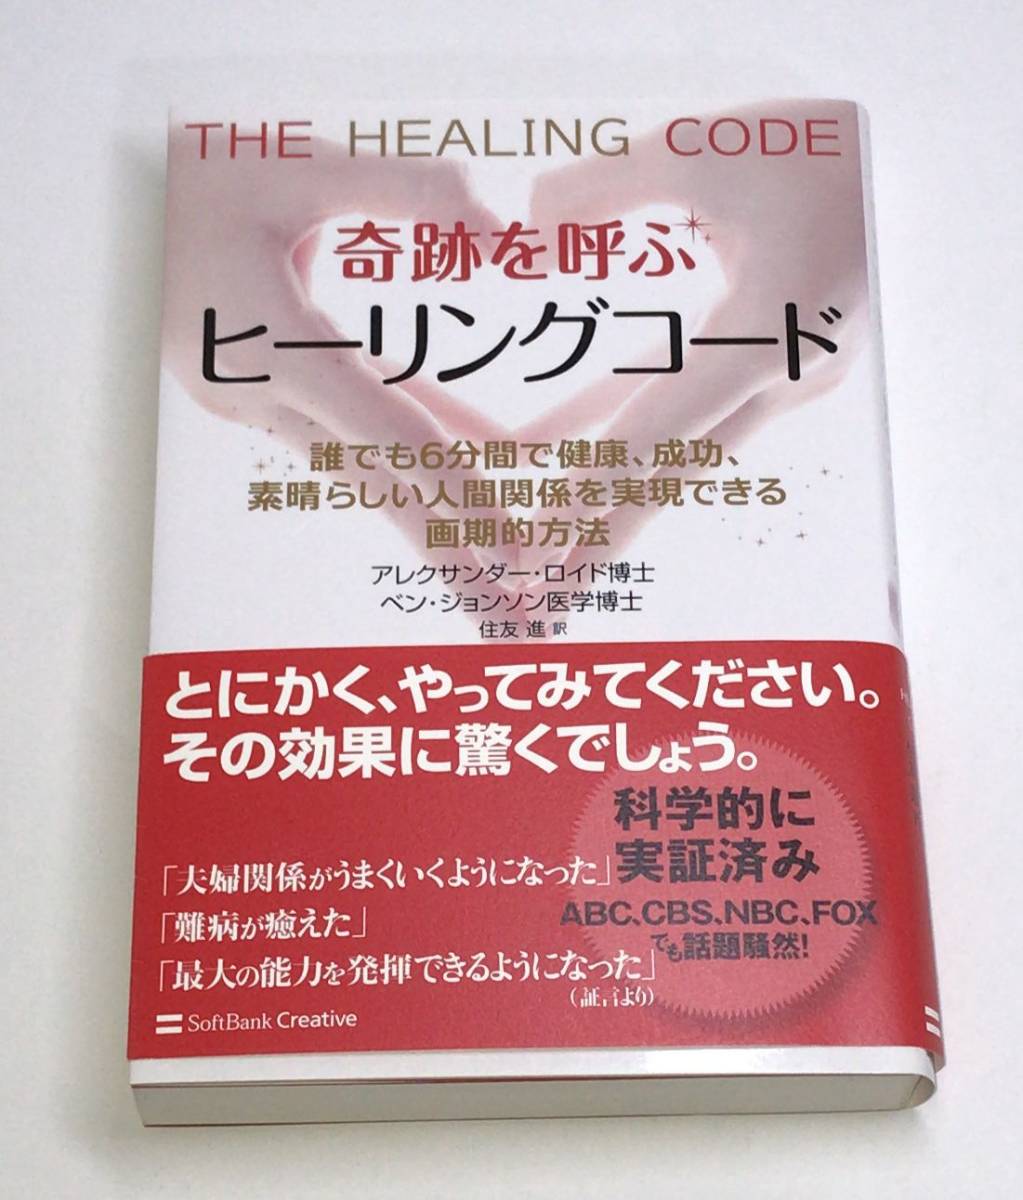 THE HEALING CODE
奇跡を呼ぶ
ヒーリングコード
誰でも6分間で健康、成功、
素晴らしい人間関係を実現できる
画期的方法
アレクサンダー・ロイド博士
ベン・ジョンソン医学博士
住友 進 訳
とにかく、やってみてください。
その効果に驚くでしょう。
科学的に
実証済み
ABC、CBS、NBC、FOX
でも話題騒然!
「夫婦関係がうまくいくようになった」
「難病が癒えた」
「最大の能力を発揮できるようになった」
(証言より)
SoftBank Creative